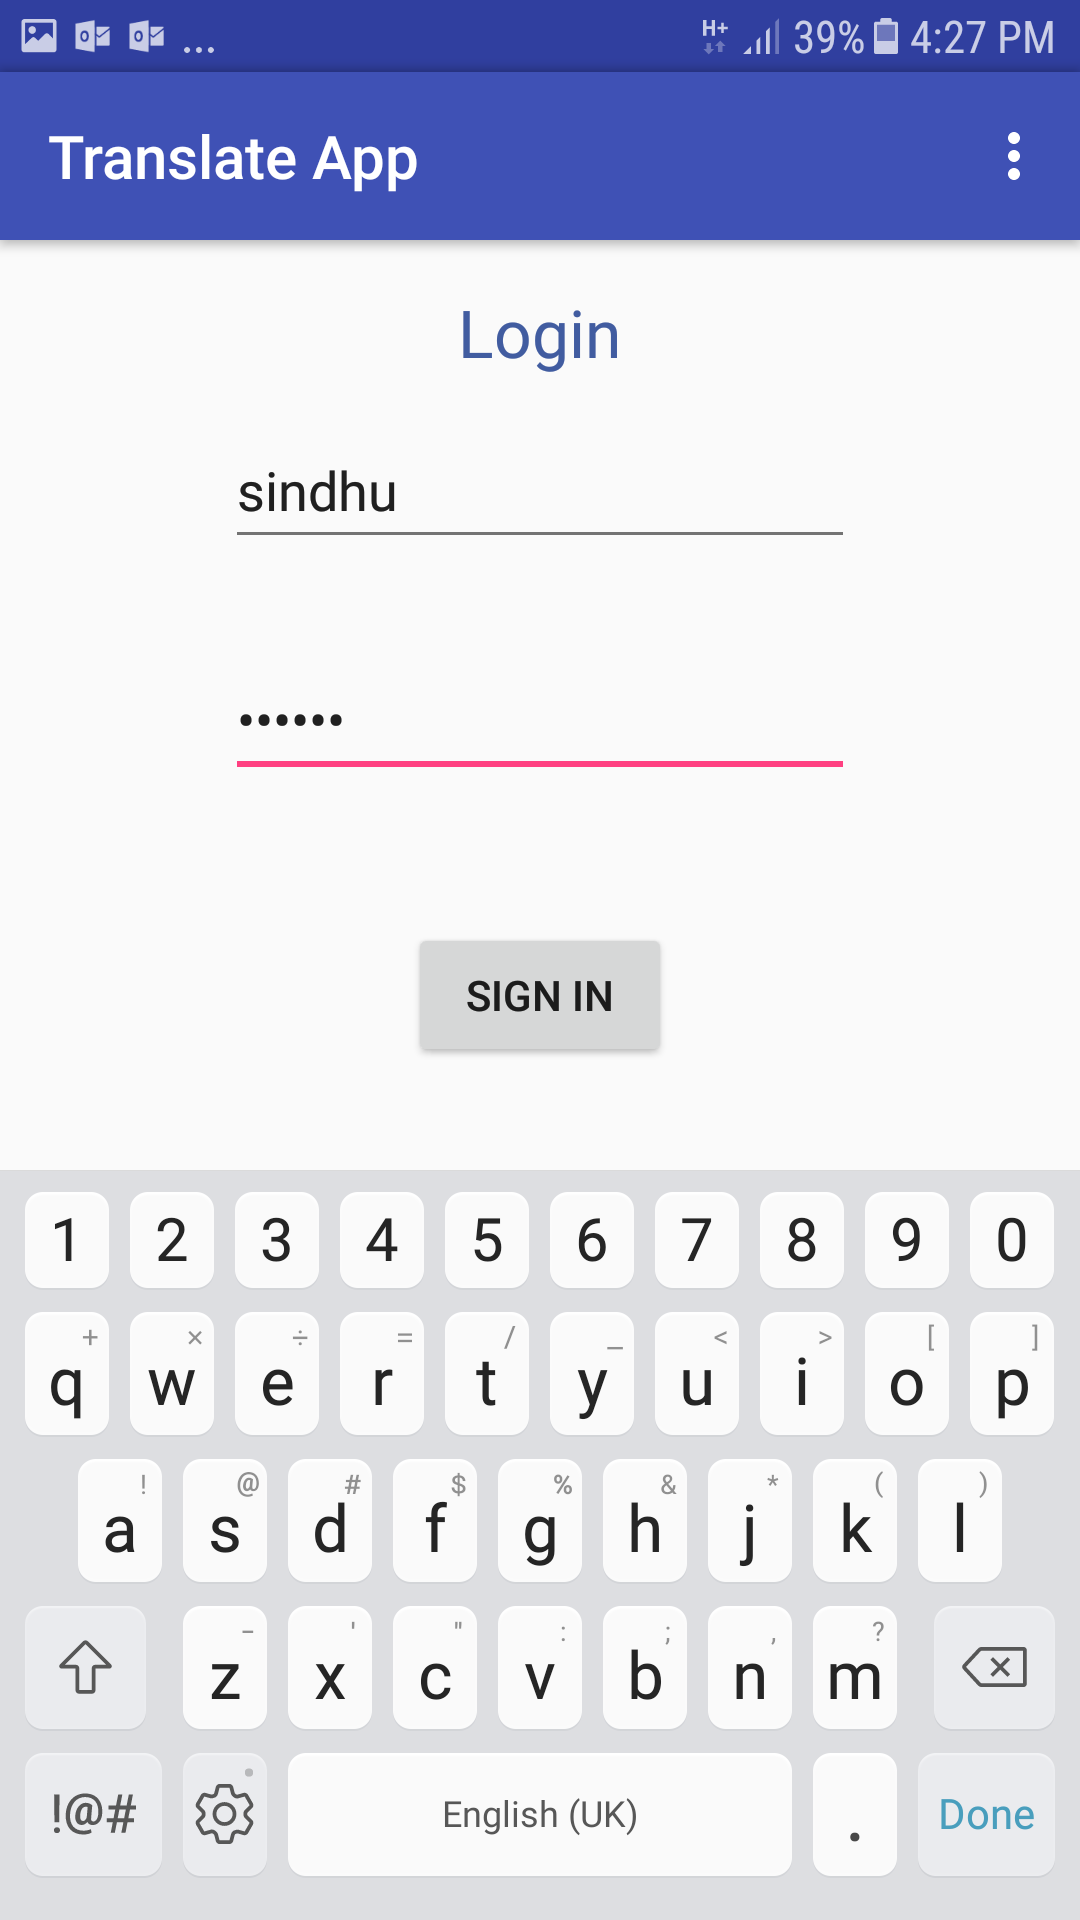 H+ 39% 4:27 PM
Translate App
Login
sindhu
••••••
SIGN IN
1 2 3 4 5 6 7 8 9 0
+ × ÷ = / _ < > [ ]
q w e r t y u i o p
! @ # $ % & * ( )
a s d f g h j k l
- ' " : ; , ?
z x c v b n m
!@# English (UK) . Done